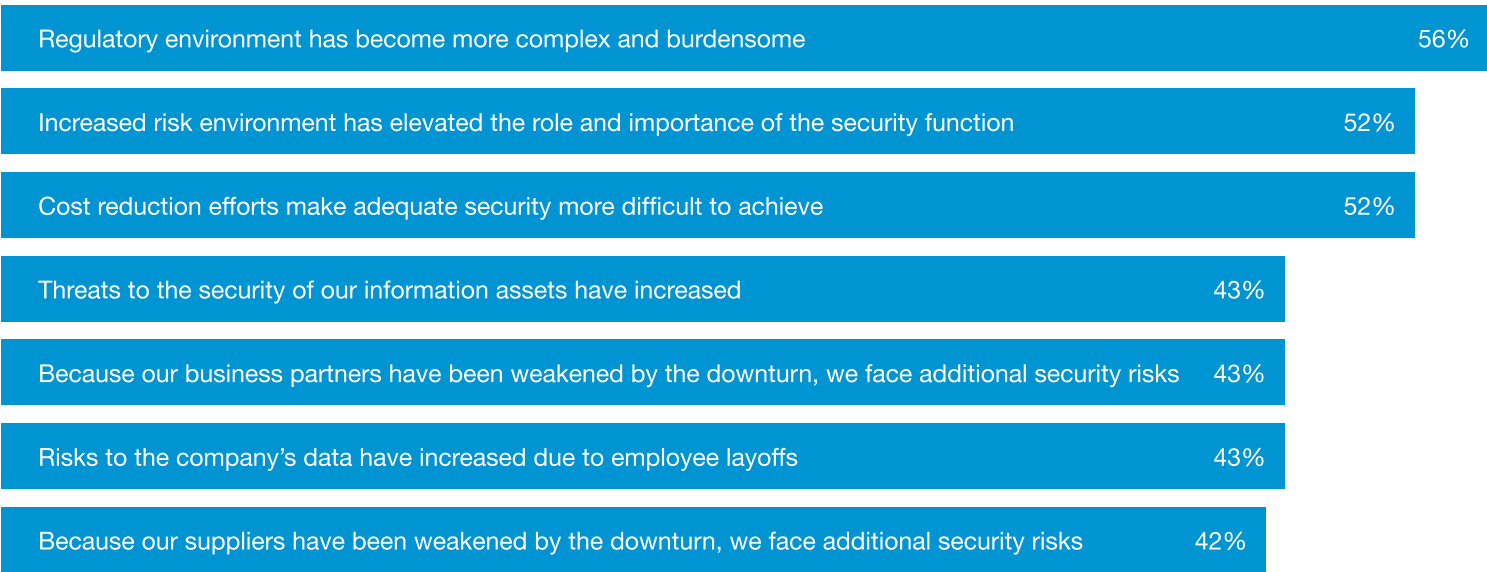 Regulatory environment has become more complex and burdensome 56%
Increased risk environment has elevated the role and importance of the security function 52%
Cost reduction efforts make adequate security more difficult to achieve 52%
Threats to the security of our information assets have increased 43%
Because our business partners have been weakened by the downturn, we face additional security risks 43%
Risks to the company’s data have increased due to employee layoffs 43%
Because our suppliers have been weakened by the downturn, we face additional security risks 42%